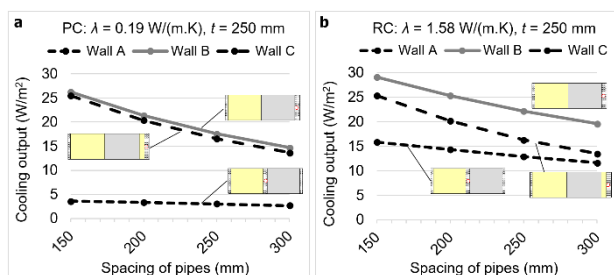 a PC: λ = 0.19 W/(m.K), t = 250 mm
Wall A Wall B Wall C
Cooling output (W/m²)
30
25
20
15
10
5
0
150 200 250 300
Spacing of pipes (mm)
b RC: λ = 1.58 W/(m.K), t = 250 mm
Wall A Wall B Wall C
Cooling output (W/m²)
30
25
20
15
10
5
0
150 200 250 300
Spacing of pipes (mm)